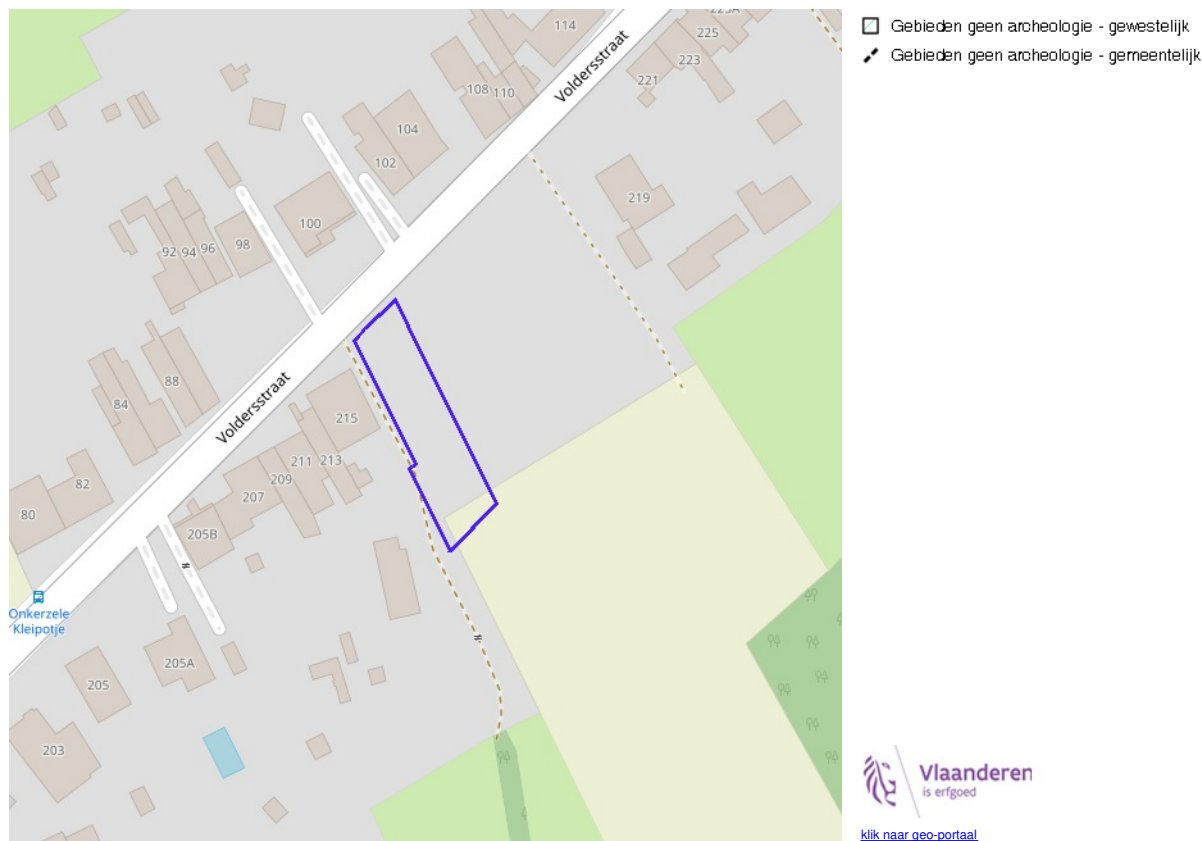 114
223A
225
223
221
108
110
Voldersstraat
104
102
219
100
98
96
94
92
88
84
215
Voldersstraat
213
211
209
207
82
80
205B
Onkerzele
Kleipotje
205A
205
203
Gebieden geen archeologie - gewestelijk
Gebieden geen archeologie - gemeentelijk
Vlaanderen
is erfgoed
klik naar geo-portaal